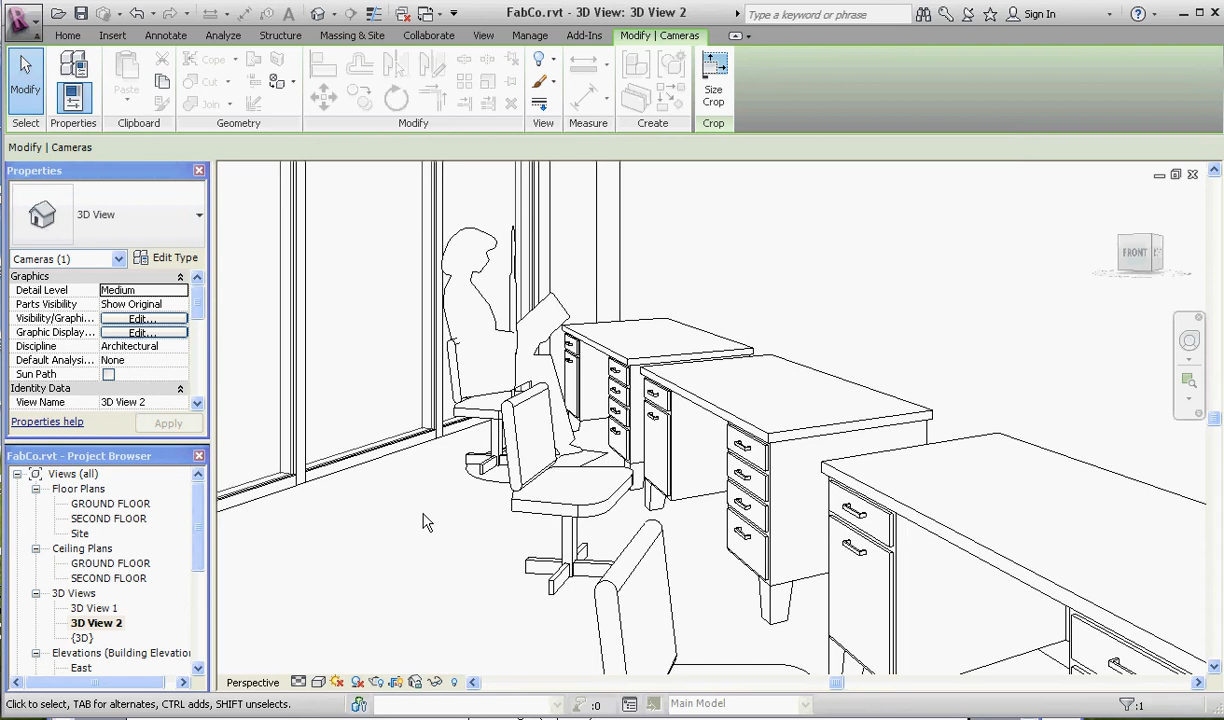 FabCo.rvt - 3D View: 3D View 2
Type a keyword or phrase
Sign In
Home Insert Annotate Analyze Structure Massing & Site Collaborate View Manage Add-Ins Modify | Cameras
Modify
Paste
Cope
Cut
Join
Size
Crop
Select Properties Clipboard Geometry Modify View Measure Create Crop
Modify | Cameras
Properties
3D View
Cameras (1) Edit Type
Graphics
Detail Level Medium
Parts Visibility Show Original
Visibility/Graphi... Edit...
Graphic Display... Edit...
Discipline Architectural
Default Analysi... None
Sun Path
Identity Data
View Name 3D View 2
Properties help Apply
FabCo.rvt - Project Browser
Views (all)
Floor Plans
GROUND FLOOR
SECOND FLOOR
Site
Ceiling Plans
GROUND FLOOR
SECOND FLOOR
3D Views
3D View 1
3D View 2
{3D}
Elevations (Building Elevation
East
FRONT
Perspective
Click to select, TAB for alternates, CTRL adds, SHIFT unselects.
:0
Main Model
:1